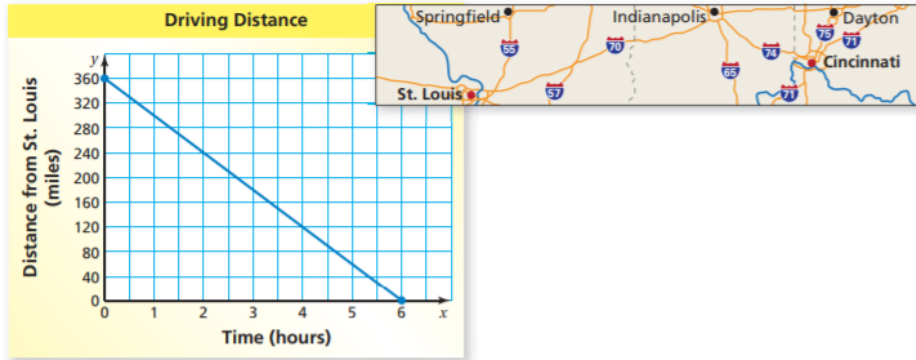 Driving Distance
y
360
320
280
240
200
160
120
80
40
0
0 1 2 3 4 5 6 x
Distance from St. Louis
(miles)
Time (hours)
Springfield
Indianapolis
Dayton
55
70
74
75
71
65
Cincinnati
St. Louis
57
71